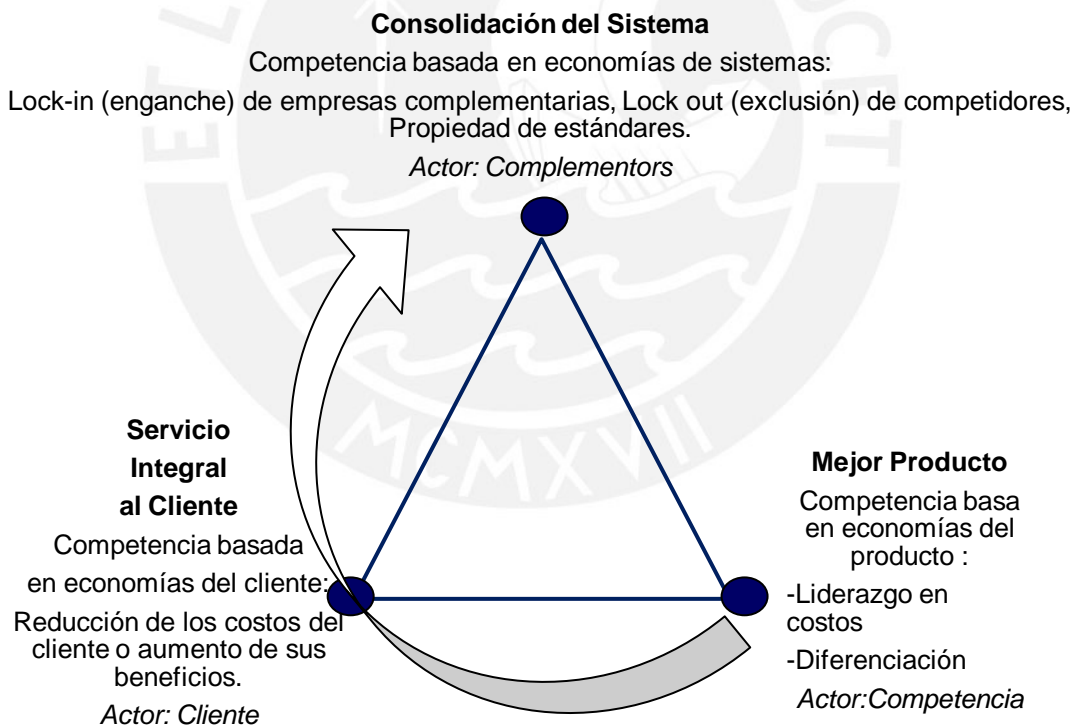 Consolidación del Sistema
Competencia basada en economías de sistemas:
Lock-in (enganche) de empresas complementarias, Lock out (exclusión) de competidores,
Propiedad de estándares.
Actor: Complementors
Servicio
Integral
al Cliente
Competencia basada
en economías del cliente:
Reducción de los costos del
cliente o aumento de sus
beneficios.
Actor: Cliente
Mejor Producto
Competencia basa
en economías del
producto :
-Liderazgo en
costos
-Diferenciación
Actor:Competencia
ET L
CET
MCMXVII